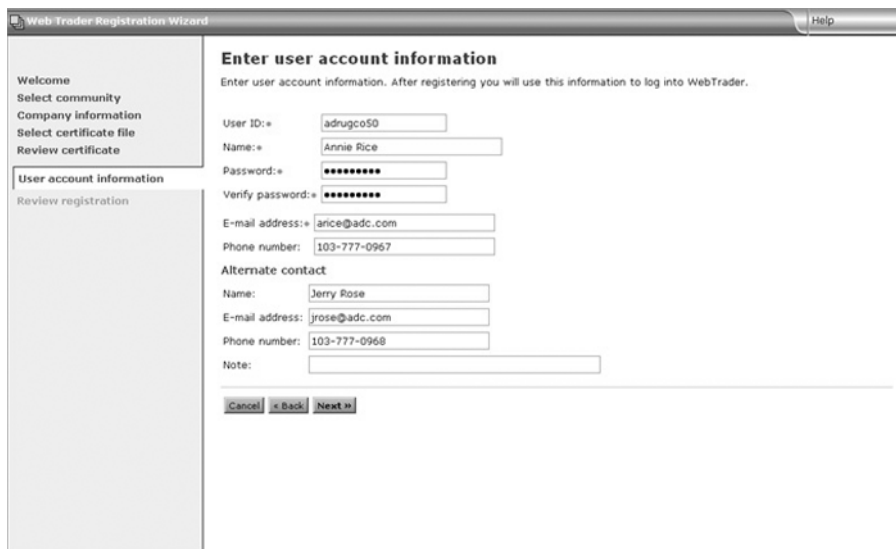 Web Trader Registration Wizard
Help
Welcome
Select community
Company information
Select certificate file
Review certificate
User account information
Review registration
Enter user account information
Enter user account information. After registering you will use this information to log into WebTrader.
User ID:* adrugco50
Name:* Annie Rice
Password:* •••••••••
Verify password:* •••••••••
E-mail address:* arice@adc.com
Phone number: 103-777-0967
Alternate contact
Name: Jerry Rose
E-mail address: jrose@adc.com
Phone number: 103-777-0968
Note:
Cancel « Back Next »